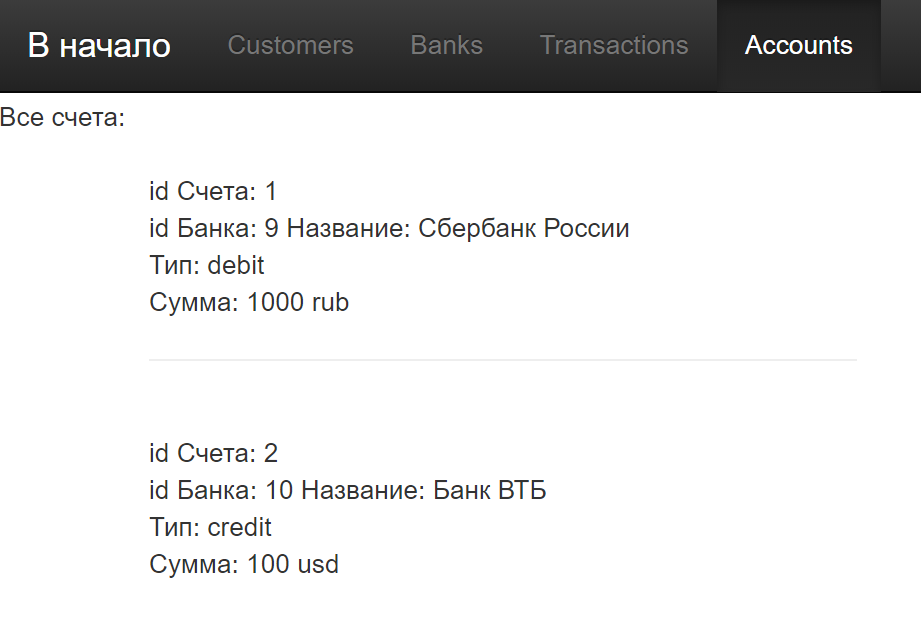 В начало Customers Banks Transactions Accounts
Все счета:
id Счета: 1
id Банка: 9 Название: Сбербанк России
Тип: debit
Сумма: 1000 rub
id Счета: 2
id Банка: 10 Название: Банк ВТБ
Тип: credit
Сумма: 100 usd